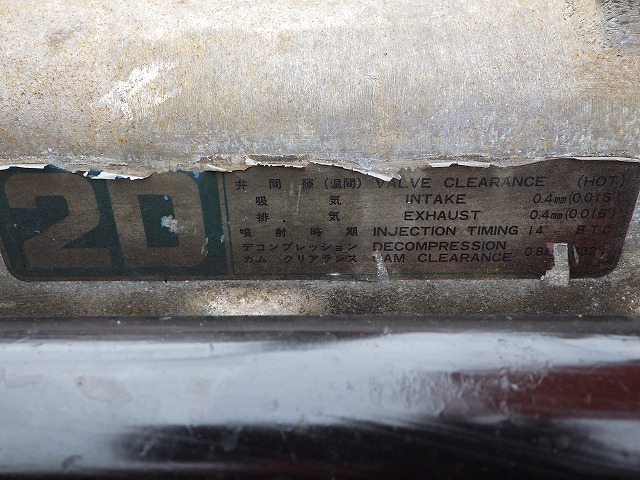 2D
弁間隙(温間) VALVE CLEARANCE (HOT)
吸気 INTAKE 0.4mm(0.016")
排気 EXHAUST 0.4mm(0.016")
噴射時期 INJECTION TIMING 14° B.T.C
デコンプレッション DECOMPRESSION
カム クリアランス CAM CLEARANCE